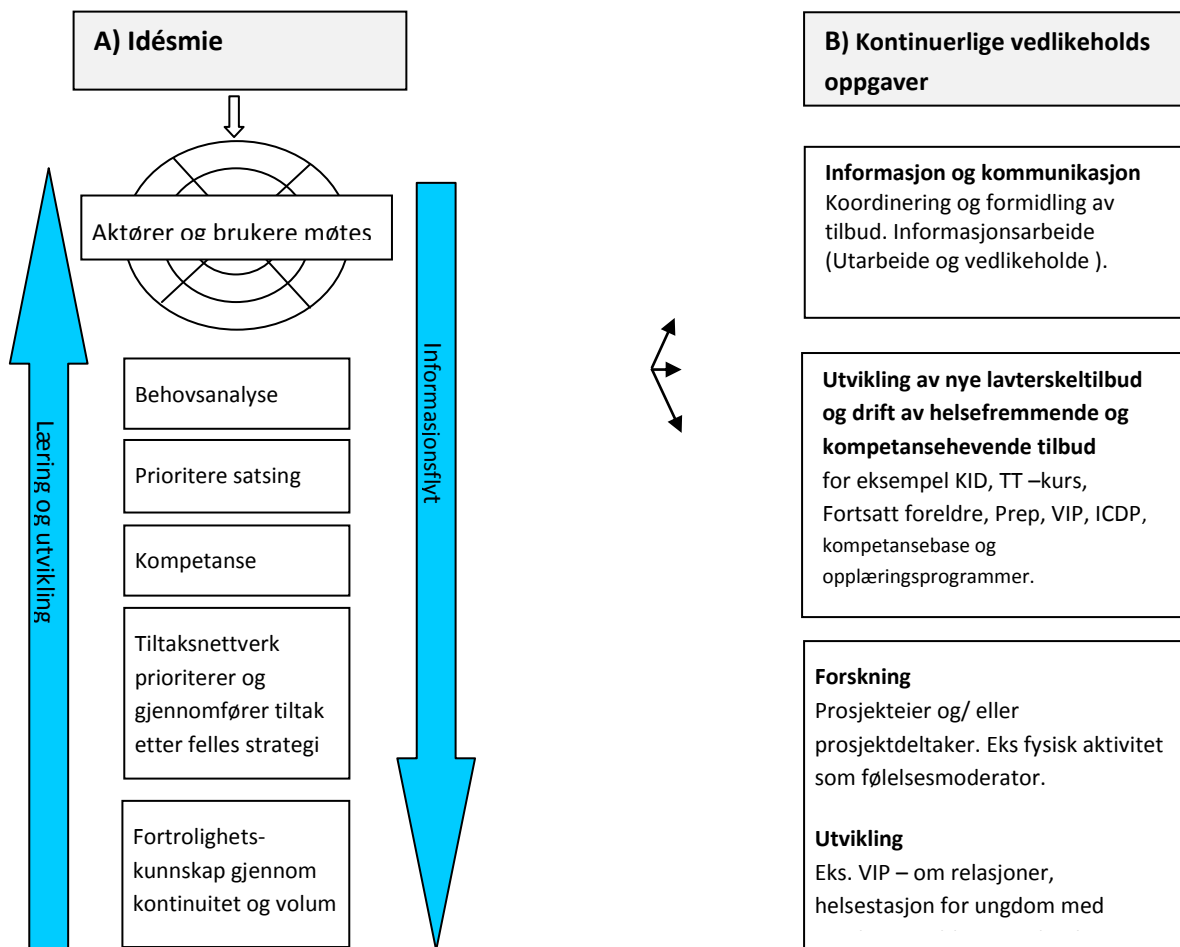 A) Idésmie
Aktører og brukere møtes
Læring og utvikling
Informasjonsflyt
Behovsanalyse
Prioritere satsing
Kompetanse
Tiltaksnettverk
prioriterer og
gjennomfører tiltak
etter felles strategi
Fortrolighets-
kunnskap gjennom
kontinuitet og volum
B) Kontinuerlige vedlikeholds
oppgaver
Informasjon og kommunikasjon
Koordinering og formidling av
tilbud. Informasjonsarbeide
(Utarbeide og vedlikeholde ).
Utvikling av nye lavterskeltilbud
og drift av helsefremmende og
kompetansehevende tilbud
for eksempel KID, TT –kurs,
Fortsatt foreldre, Prep, VIP, ICDP,
kompetansebase og
opplæringsprogrammer.
Forskning
Prosjekteier og/ eller
prosjektdeltaker. Eks fysisk aktivitet
som følelsesmoderator.
Utvikling
Eks. VIP – om relasjoner,
helsestasjon for ungdom med